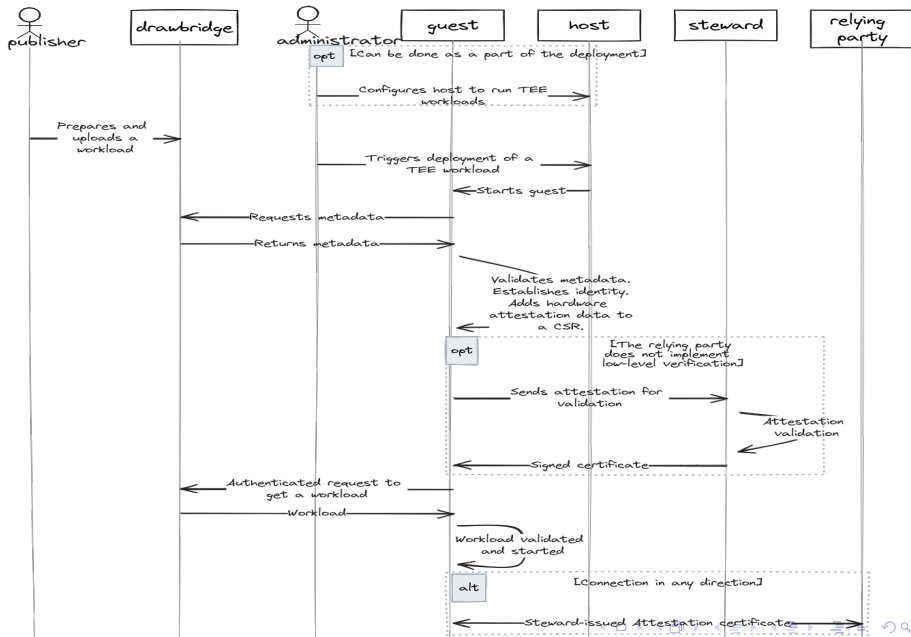 publisher
drawbridge
administrator
guest
host
steward
relying
party
opt
[Can be done as a part of the deployment]
Configures host to run TEE
workloads
Prepares and
uploads a
workload
Triggers deployment of a
TEE workload
Starts guest
Requests metadata
Returns metadata
Validates metadata.
Establishes identity.
Adds hardware
attestation data to
a CSR.
opt
[The relying party
does not implement
low-level verification]
Sends attestation for
validation
Attestation
validation
Signed certificate
Authenticated request to
get a workload
Workload
Workload validated
and started
alt
[Connection in any direction]
Steward-issued Attestation certificate